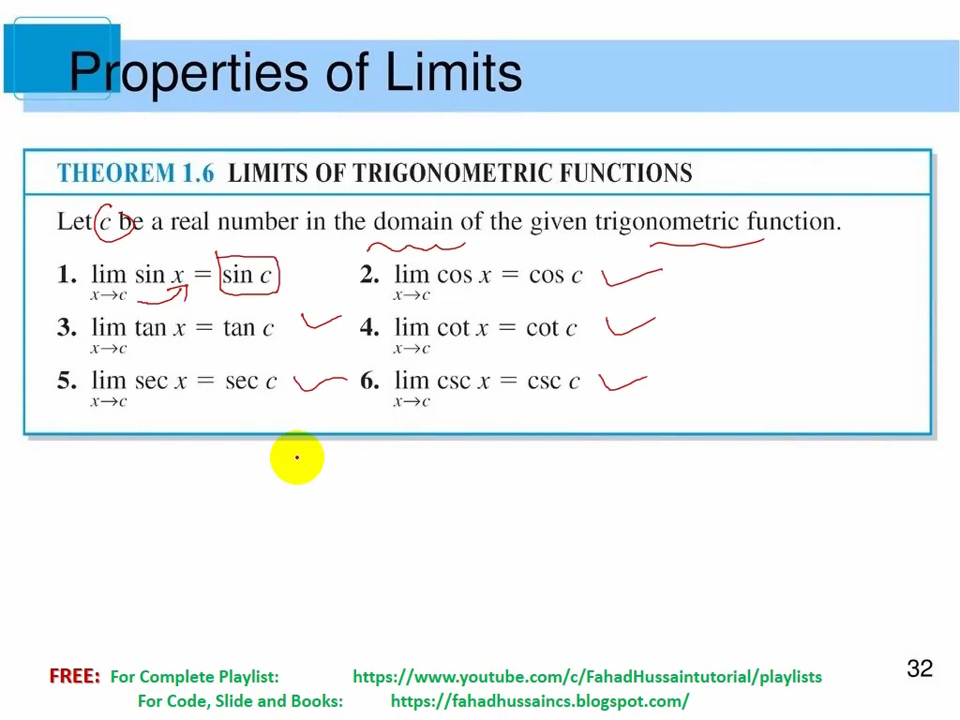 Properties of Limits
THEOREM 1.6 LIMITS OF TRIGONOMETRIC FUNCTIONS
Let c be a real number in the domain of the given trigonometric function.
1. lim x→c sin x = sin c 2. lim x→c cos x = cos c
3. lim x→c tan x = tan c 4. lim x→c cot x = cot c
5. lim x→c sec x = sec c 6. lim x→c csc x = csc c
FREE: For Complete Playlist: https://www.youtube.com/c/FahadHussaintutorial/playlists
For Code, Slide and Books: https://fahadhussaincs.blogspot.com/
32